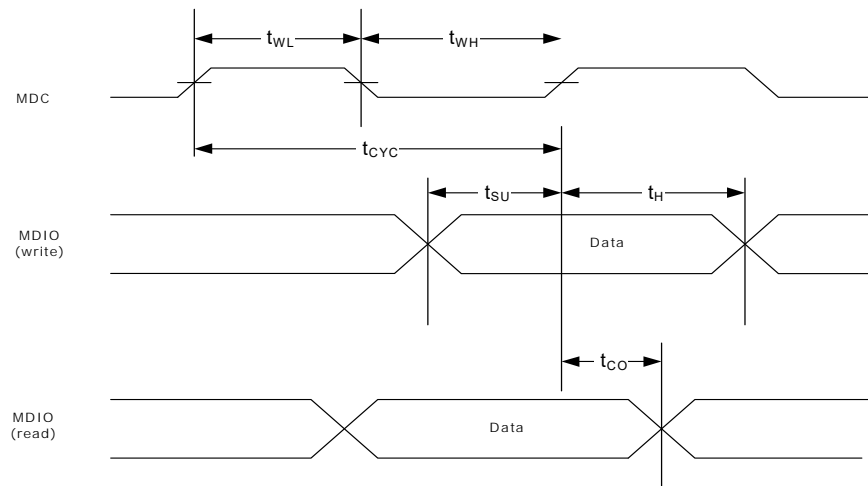 tWL
tWH
MDC
tCYC
tSU
tH
MDIO
(write)
Data
tCO
MDIO
(read)
Data